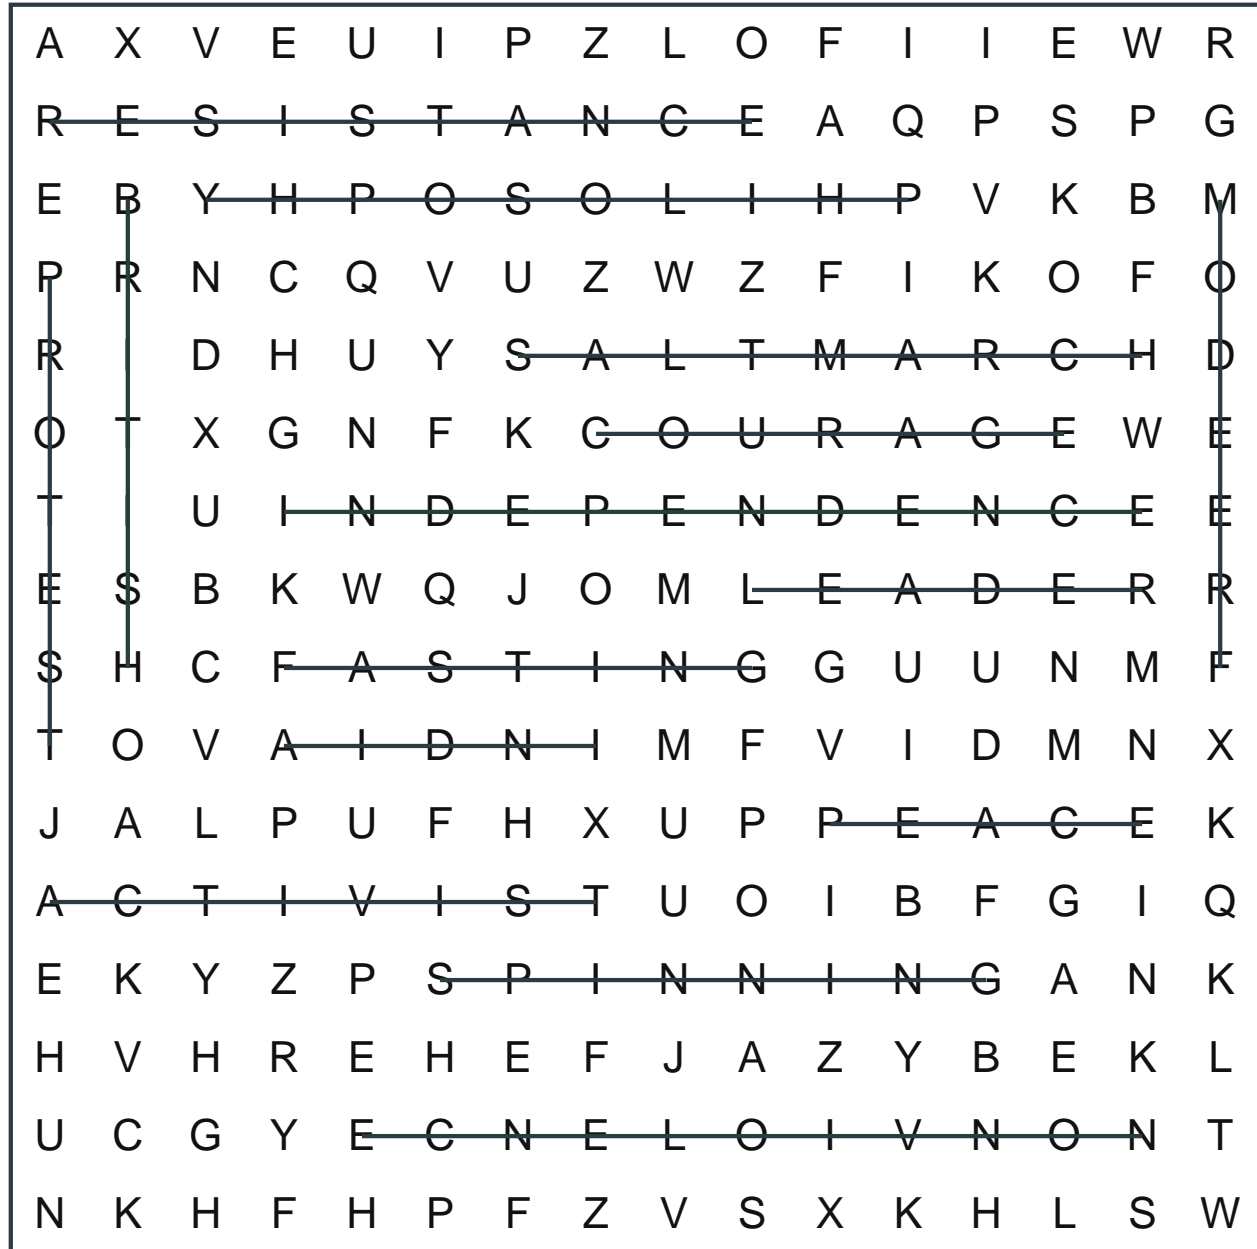 A X V E U I P Z L O F I I E W R
R E S I S T A N C E A Q P S P G
E B Y H P O S O L I H P V K B M
P R N C Q V U Z W Z F I K O F O
R I D H U Y S A L T M A R C H D
O T X G N F K C O U R A G E W E
T I U I N D E P E N D E N C E E
E S B K W Q J O M L E A D E R R
S H C F A S T I N G G U U N M F
T O V A I D N I M F V I D M N X
J A L P U F H X U P P E A C E K
A C T I V I S T U O I B F G I Q
E K Y Z P S P I N N I N G A N K
H V H R E H E F J A Z Y B E K L
U C G Y E C N E L O I V N O N T
N K H F H P F Z V S X K H L S W